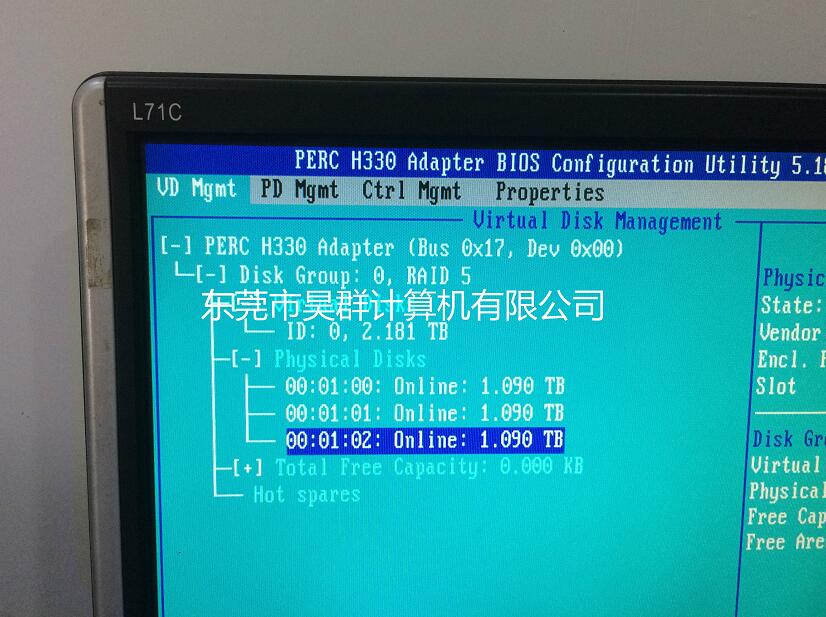 L71C
PERC H330 Adapter BIOS Configuration Utility 5.18
VD Mgmt PD Mgmt Ctrl Mgmt Properties
Virtual Disk Management
[-] PERC H330 Adapter (Bus 0x17, Dev 0x00)
[-] Disk Group: 0, RAID 5
东莞市昊群计算机有限公司
ID: 0, 2.181 TB
[-] Physical Disks
00:01:00: Online: 1.090 TB
00:01:01: Online: 1.090 TB
00:01:02: Online: 1.090 TB
[+] Total Free Capacity: 0.000 KB
Hot spares
Physic
State:
Vendor
Encl.
Slot
Disk Gr
Virtual
Physical
Free Cap
Free Are